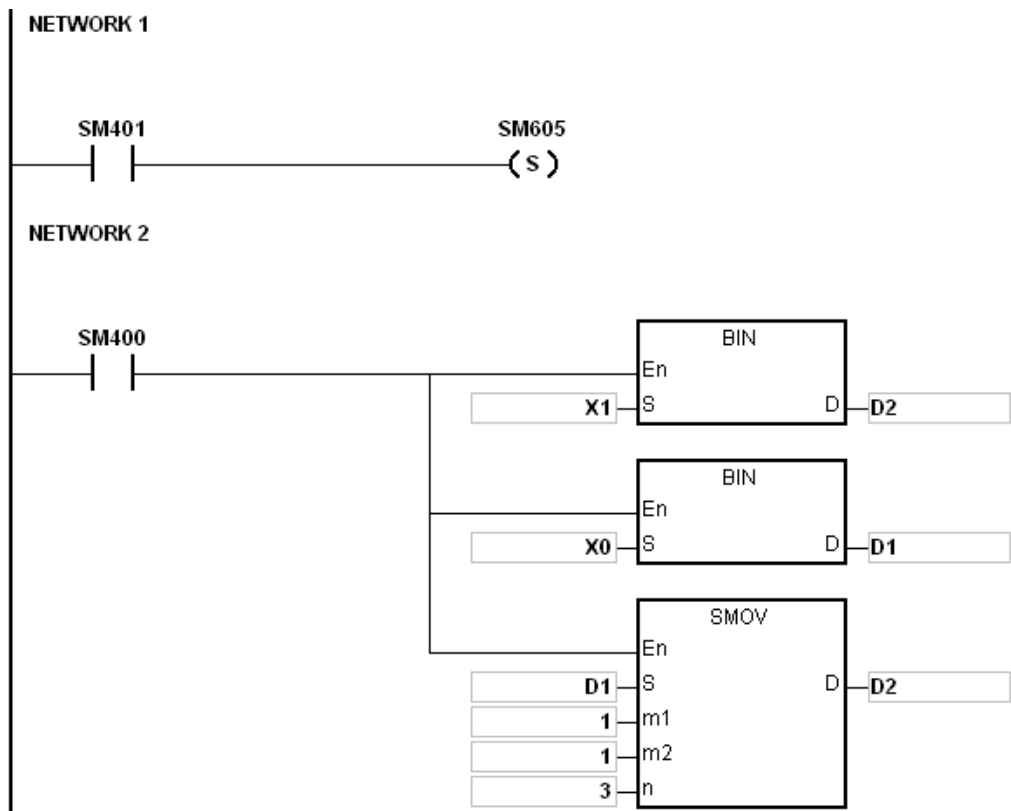 NETWORK 1
SM401 SM605
S
NETWORK 2
SM400
BIN
En
X1 S D D2
BIN
En
X0 S D D1
SMOV
En
D1 S D D2
1 m1
1 m2
3 n